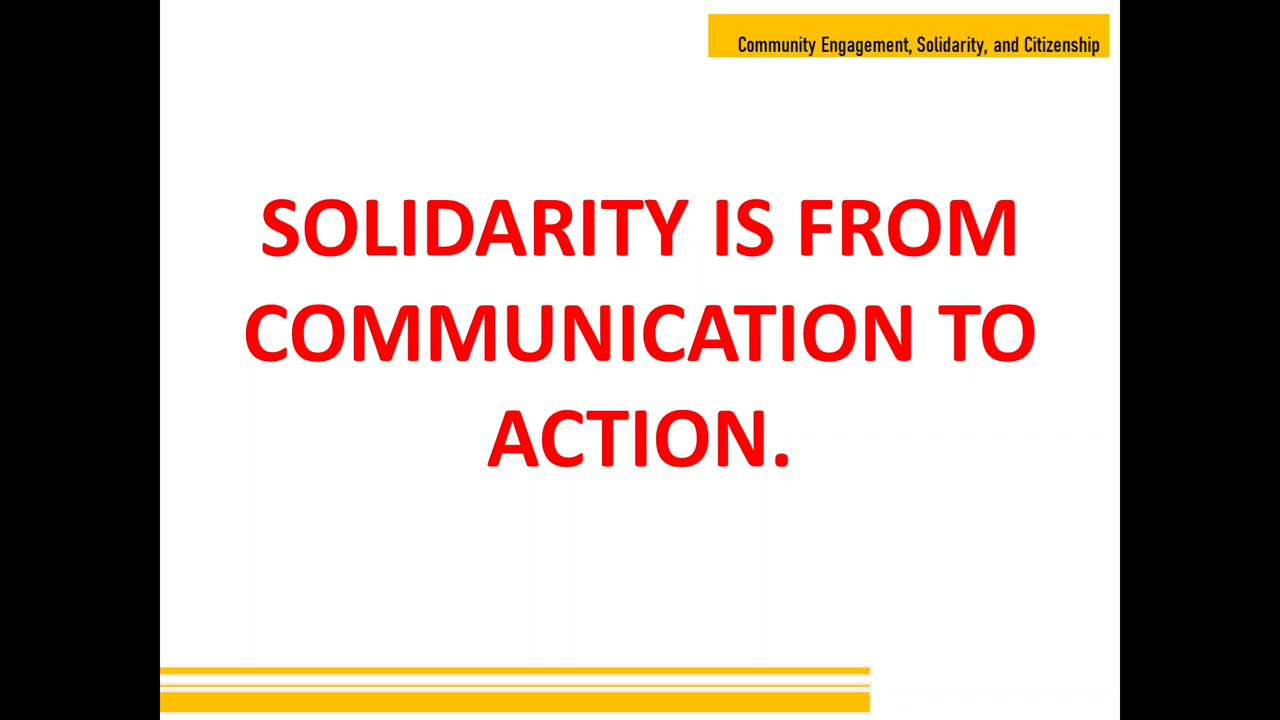 Community Engagement, Solidarity, and Citizenship
SOLIDARITY IS FROM
COMMUNICATION TO
ACTION.